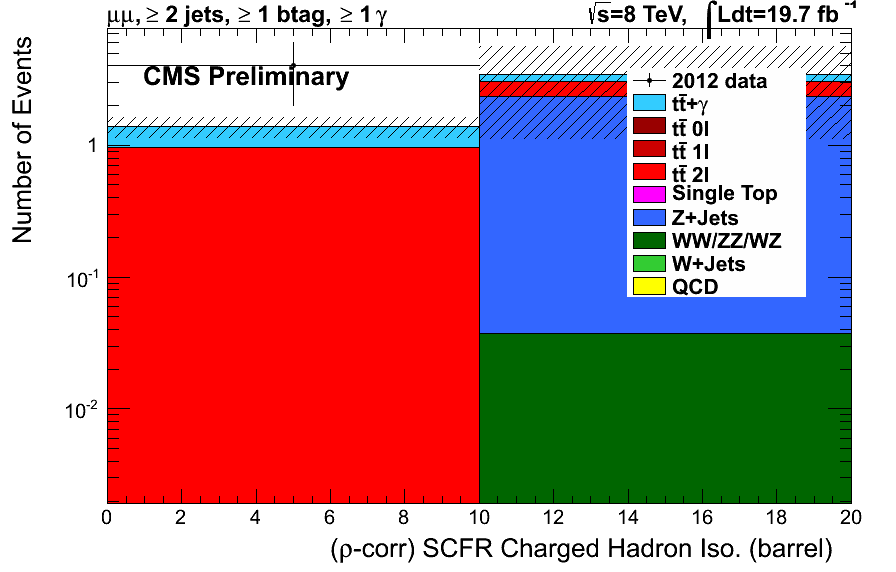 μμ, ≥ 2 jets, ≥ 1 btag, ≥ 1 γ
√s=8 TeV, ∫Ldt=19.7 fb⁻¹
CMS Preliminary
2012 data
tt̄+γ
tt̄ 0l
tt̄ 1l
tt̄ 2l
Single Top
Z+Jets
WW/ZZ/WZ
W+Jets
QCD
Number of Events
1
10⁻¹
10⁻²
0 2 4 6 8 10 12 14 16 18 20
(ρ-corr) SCFR Charged Hadron Iso. (barrel)